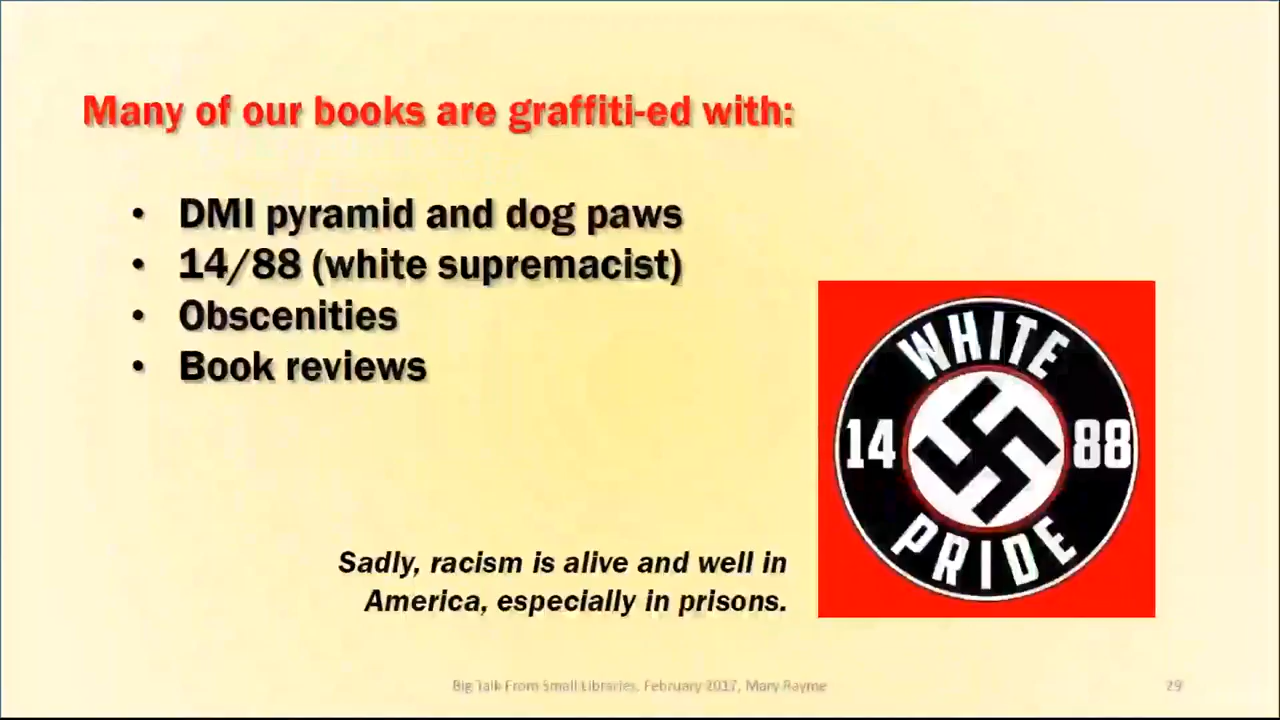 Many of our books are graffiti-ed with:
• DMI pyramid and dog paws
• 14/88 (white supremacist)
• Obscenities
• Book reviews
WHITE
14 88
PRIDE
Sadly, racism is alive and well in
America, especially in prisons.
Big Talk From Small Libraries, February 2017, Mary Rayme
29